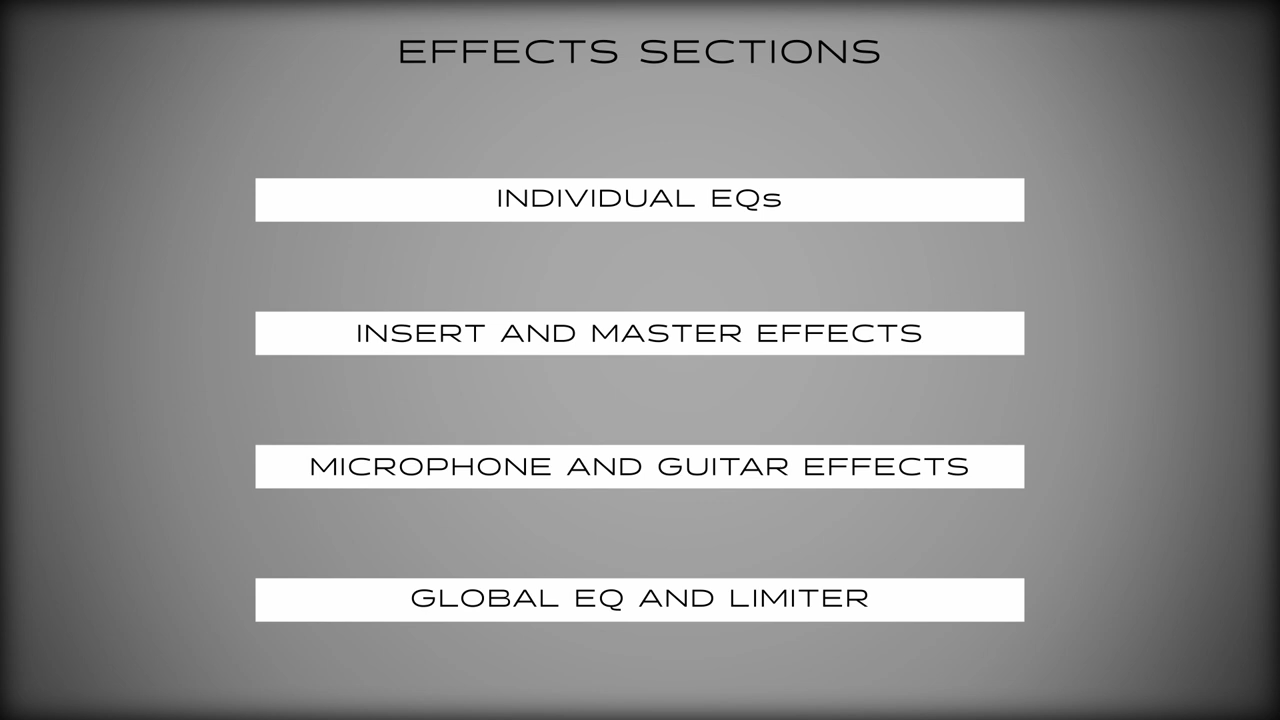 EFFECTS SECTIONS
INDIVIDUAL EQs
INSERT AND MASTER EFFECTS
MICROPHONE AND GUITAR EFFECTS
GLOBAL EQ AND LIMITER